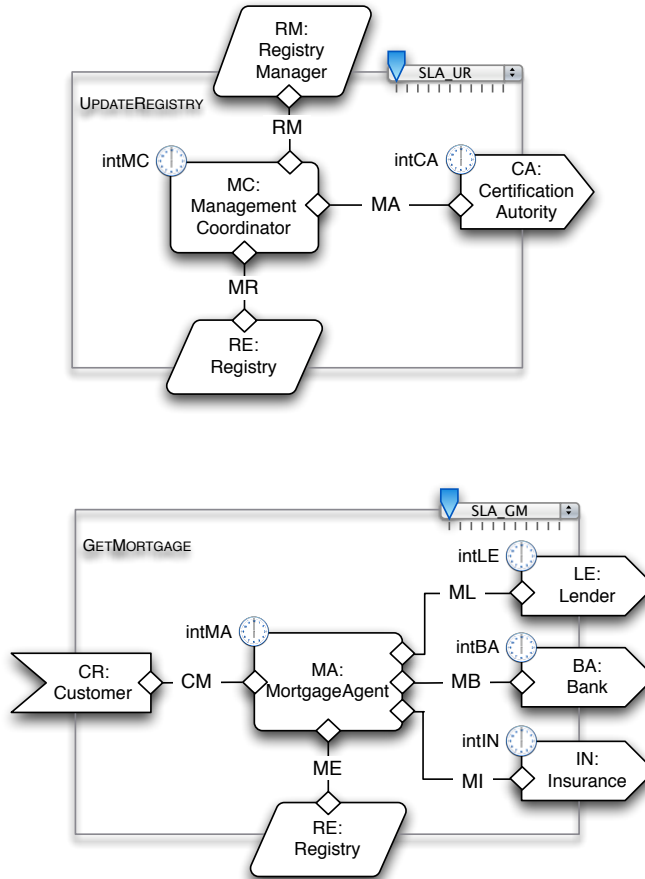 RM:
Registry
Manager
SLA_UR
UPDATEREGISTRY
RM
intMC
intCA
MC:
Management
Coordinator
MA
CA:
Certification
Autority
MR
RE:
Registry
SLA_GM
GETMORTGAGE
intLE
LE:
Lender
ML
intMA
intBA
CR:
Customer
CM
MA:
MortgageAgent
MB
BA:
Bank
intIN
ME
MI
IN:
Insurance
RE:
Registry